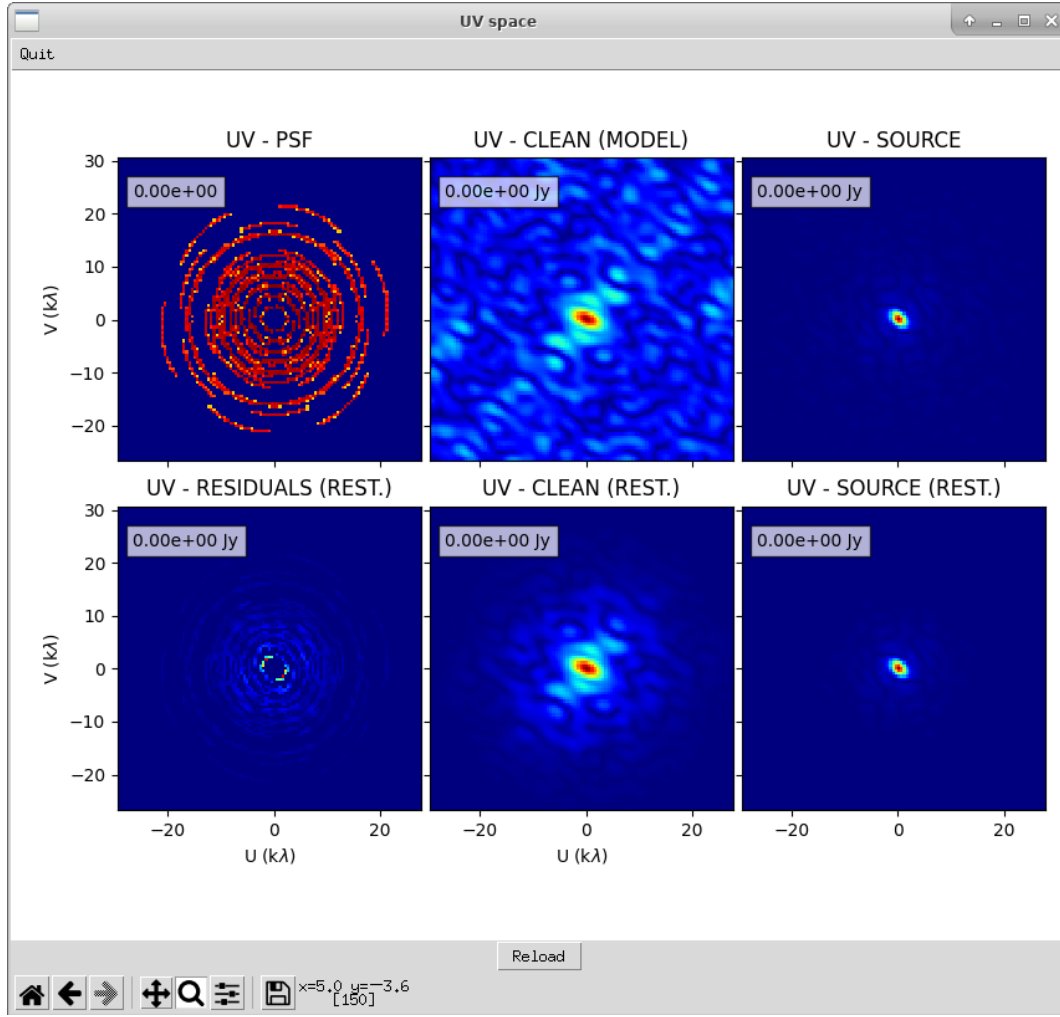 UV space
Quit
UV - PSF
UV - CLEAN (MODEL)
UV - SOURCE
0.00e+00
0.00e+00 Jy
0.00e+00 Jy
30
20
10
0
−10
−20
V (kλ)
UV - RESIDUALS (REST.)
UV - CLEAN (REST.)
UV - SOURCE (REST.)
0.00e+00 Jy
0.00e+00 Jy
0.00e+00 Jy
30
20
10
0
−10
−20
V (kλ)
−20 0 20
−20 0 20
−20 0 20
U (kλ)
U (kλ)
Reload
x=5.0 y=−3.6
[150]